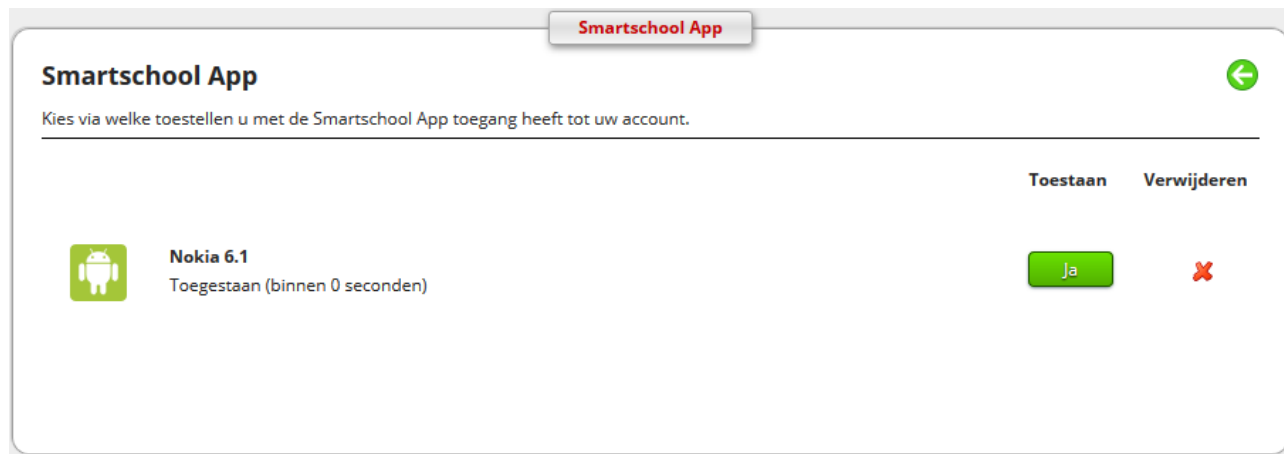 Smartschool App
Smartschool App
Kies via welke toestellen u met de Smartschool App toegang heeft tot uw account.
Toestaan Verwijderen
Nokia 6.1
Toegestaan (binnen 0 seconden)
Ja